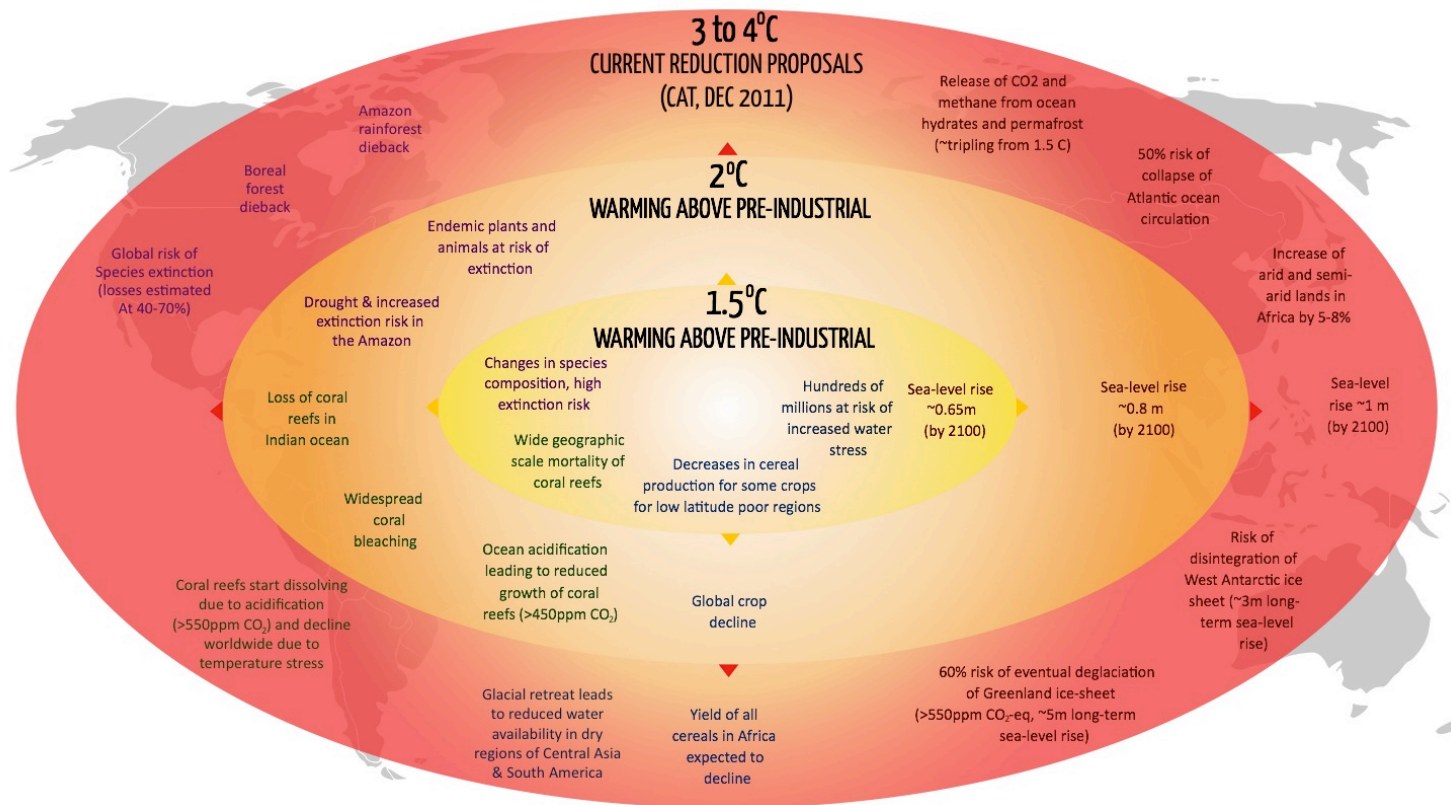 3 to 4⁰C
CURRENT REDUCTION PROPOSALS
(CAT, DEC 2011)
Amazon
rainforest
dieback
Boreal
forest
dieback
Global risk of
Species extinction
(losses estimated
At 40-70%)
Release of CO2 and
methane from ocean
hydrates and permafrost
(~tripling from 1.5 C)
50% risk of
collapse of
Atlantic ocean
circulation
Increase of
arid and semi-
arid lands in
Africa by 5-8%
2⁰C
WARMING ABOVE PRE-INDUSTRIAL
Endemic plants and
animals at risk of
extinction
Drought & increased
extinction risk in
the Amazon
1.5⁰C
WARMING ABOVE PRE-INDUSTRIAL
Changes in species
composition, high
extinction risk
Hundreds of
millions at risk of
increased water
stress
Sea-level rise
~0.65m
(by 2100)
Sea-level rise
~0.8 m
(by 2100)
Sea-level
rise ~1 m
(by 2100)
Loss of coral
reefs in
Indian ocean
Wide geographic
scale mortality of
coral reefs
Decreases in cereal
production for some crops
for low latitude poor regions
Widespread
coral
bleaching
Ocean acidification
leading to reduced
growth of coral
reefs (>450ppm CO₂)
Global crop
decline
Risk of
disintegration of
West Antarctic ice
sheet (~3m long-
term sea-level
rise)
Coral reefs start dissolving
due to acidification
(>550ppm CO₂) and decline
worldwide due to
temperature stress
Glacial retreat leads
to reduced water
availability in dry
regions of Central Asia
& South America
Yield of all
cereals in Africa
expected to
decline
60% risk of eventual deglaciation
of Greenland ice-sheet
(>550ppm CO₂-eq, ~5m long-term
sea-level rise)